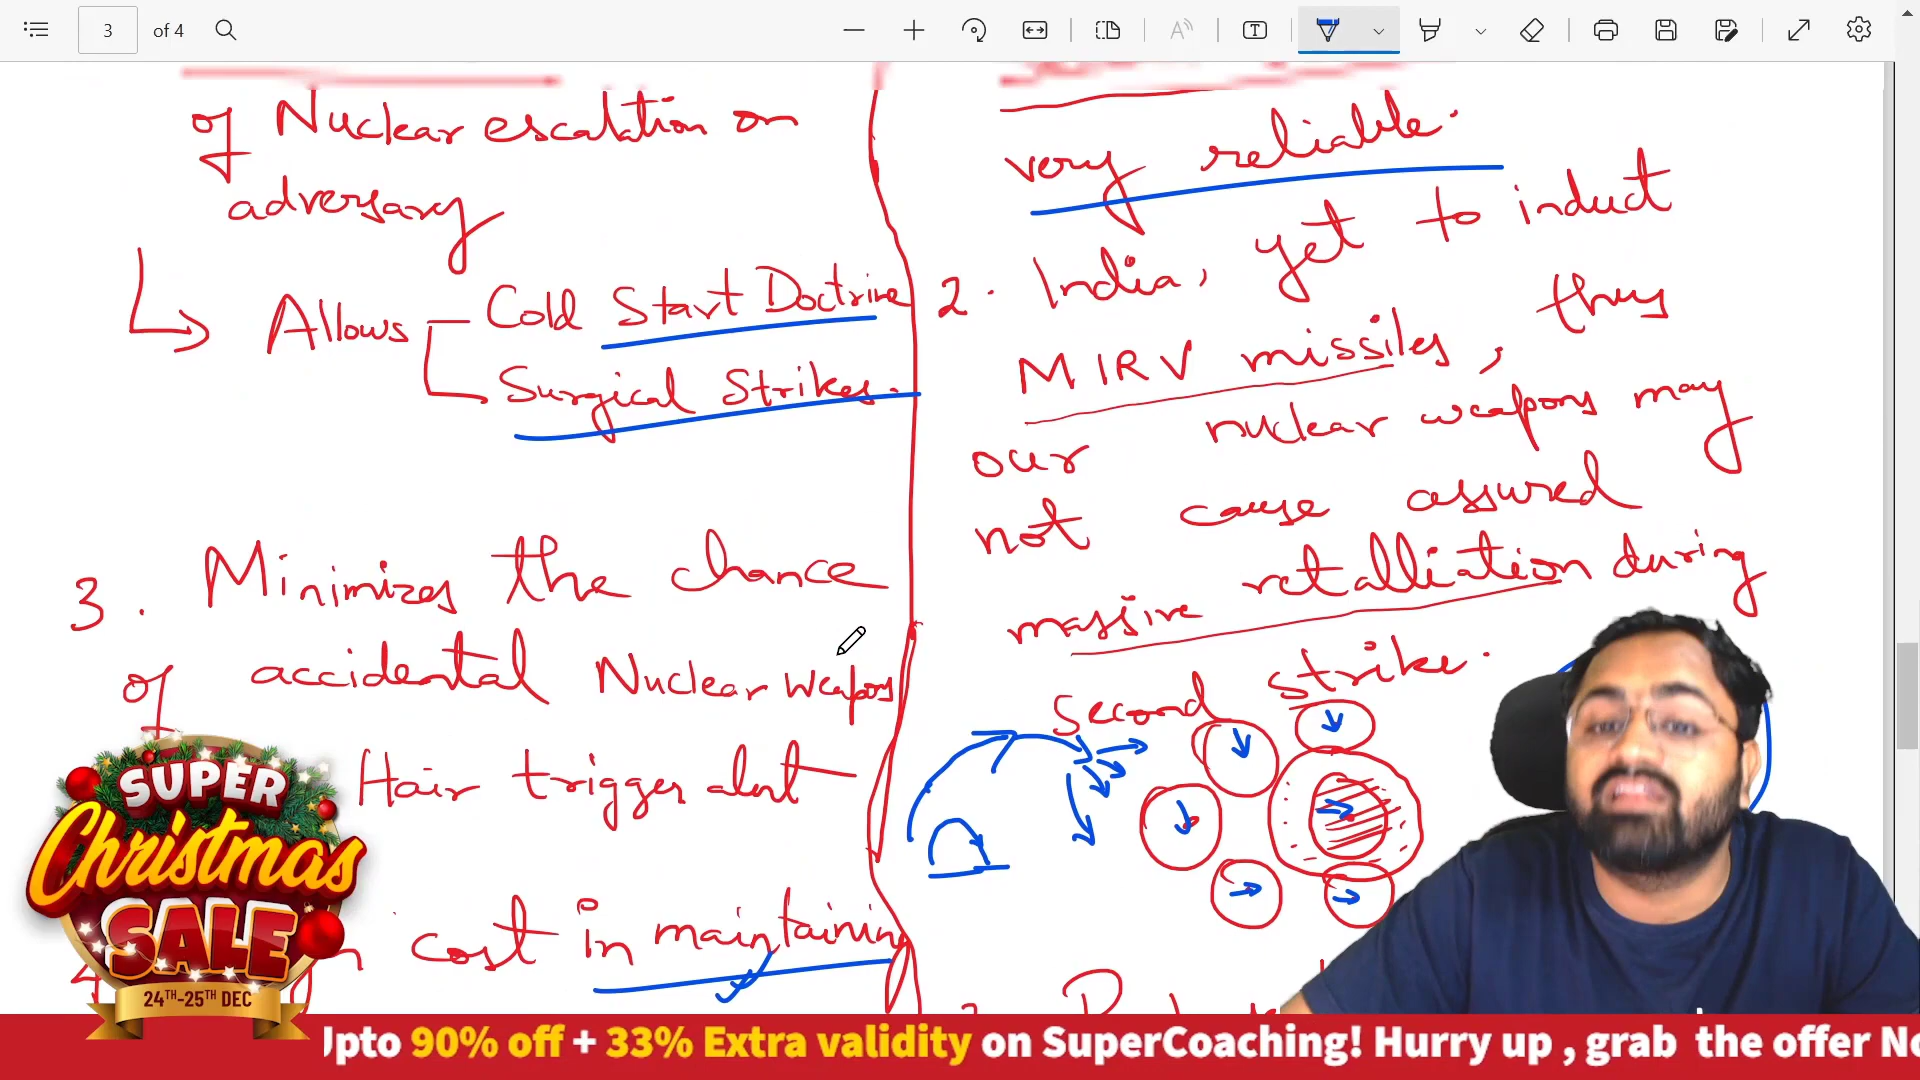 3
of 4
of Nuclear escalation on
adversary
Allows
Cold Start Doctrine
Surgical Strikes.
3. Minimizes the chance
of accidental Nuclear weapons
Hair trigger alert
cost in maintaining
very reliable.
2. India, yet to induct
MIRV missiles, thus
our nuclear weapons may
not cause assured
massive retalliation during
Second strike.
SUPER
Christmas
SALE
24TH-25TH DEC
Upto 90% off + 33% Extra validity on SuperCoaching! Hurry up , grab the offer No